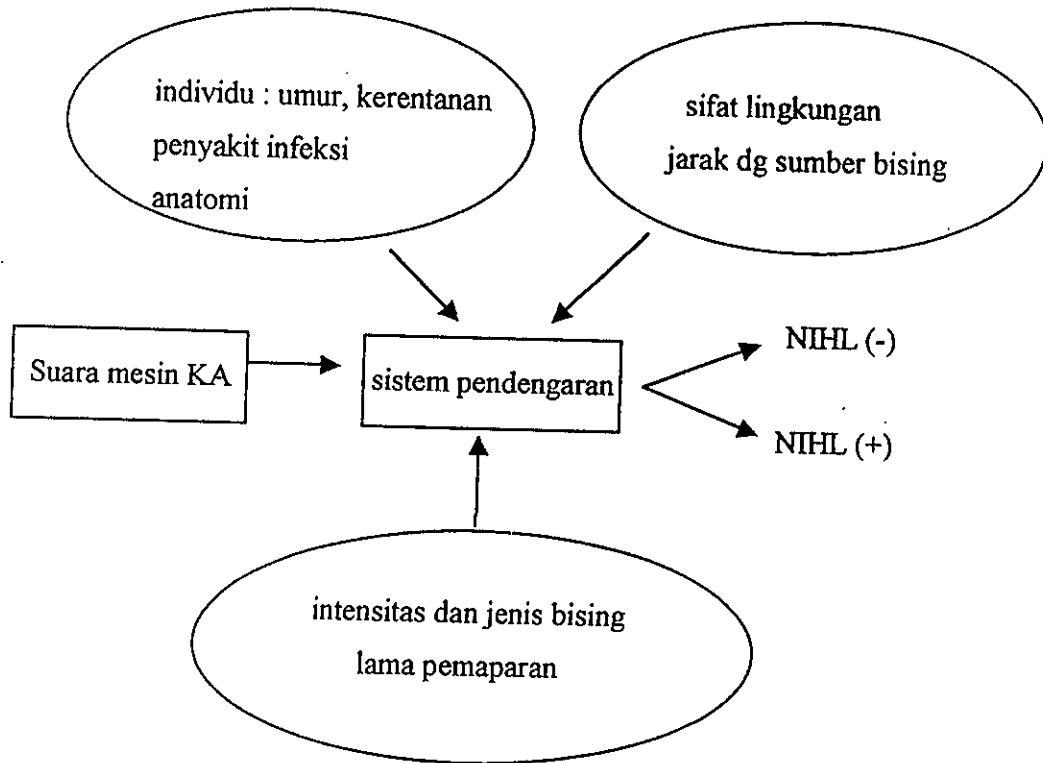 individu : umur, kerentanan
penyakit infeksi
anatomi
sifat lingkungan
jarak dg sumber bising
Suara mesin KA
sistem pendengaran
NIHL (-)
NIHL (+)
intensitas dan jenis bising
lama pemaparan